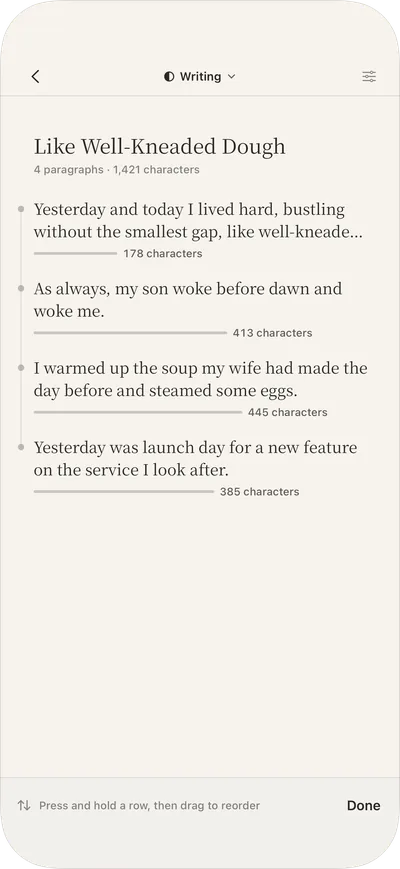 Writing
Like Well-Kneaded Dough
4 paragraphs · 1,421 characters
Yesterday and today I lived hard, bustling
without the smallest gap, like well-kneade...
178 characters
As always, my son woke before dawn and
woke me.
413 characters
I warmed up the soup my wife had made the
day before and steamed some eggs.
445 characters
Yesterday was launch day for a new feature
on the service I look after.
385 characters
Press and hold a row, then drag to reorder
Done